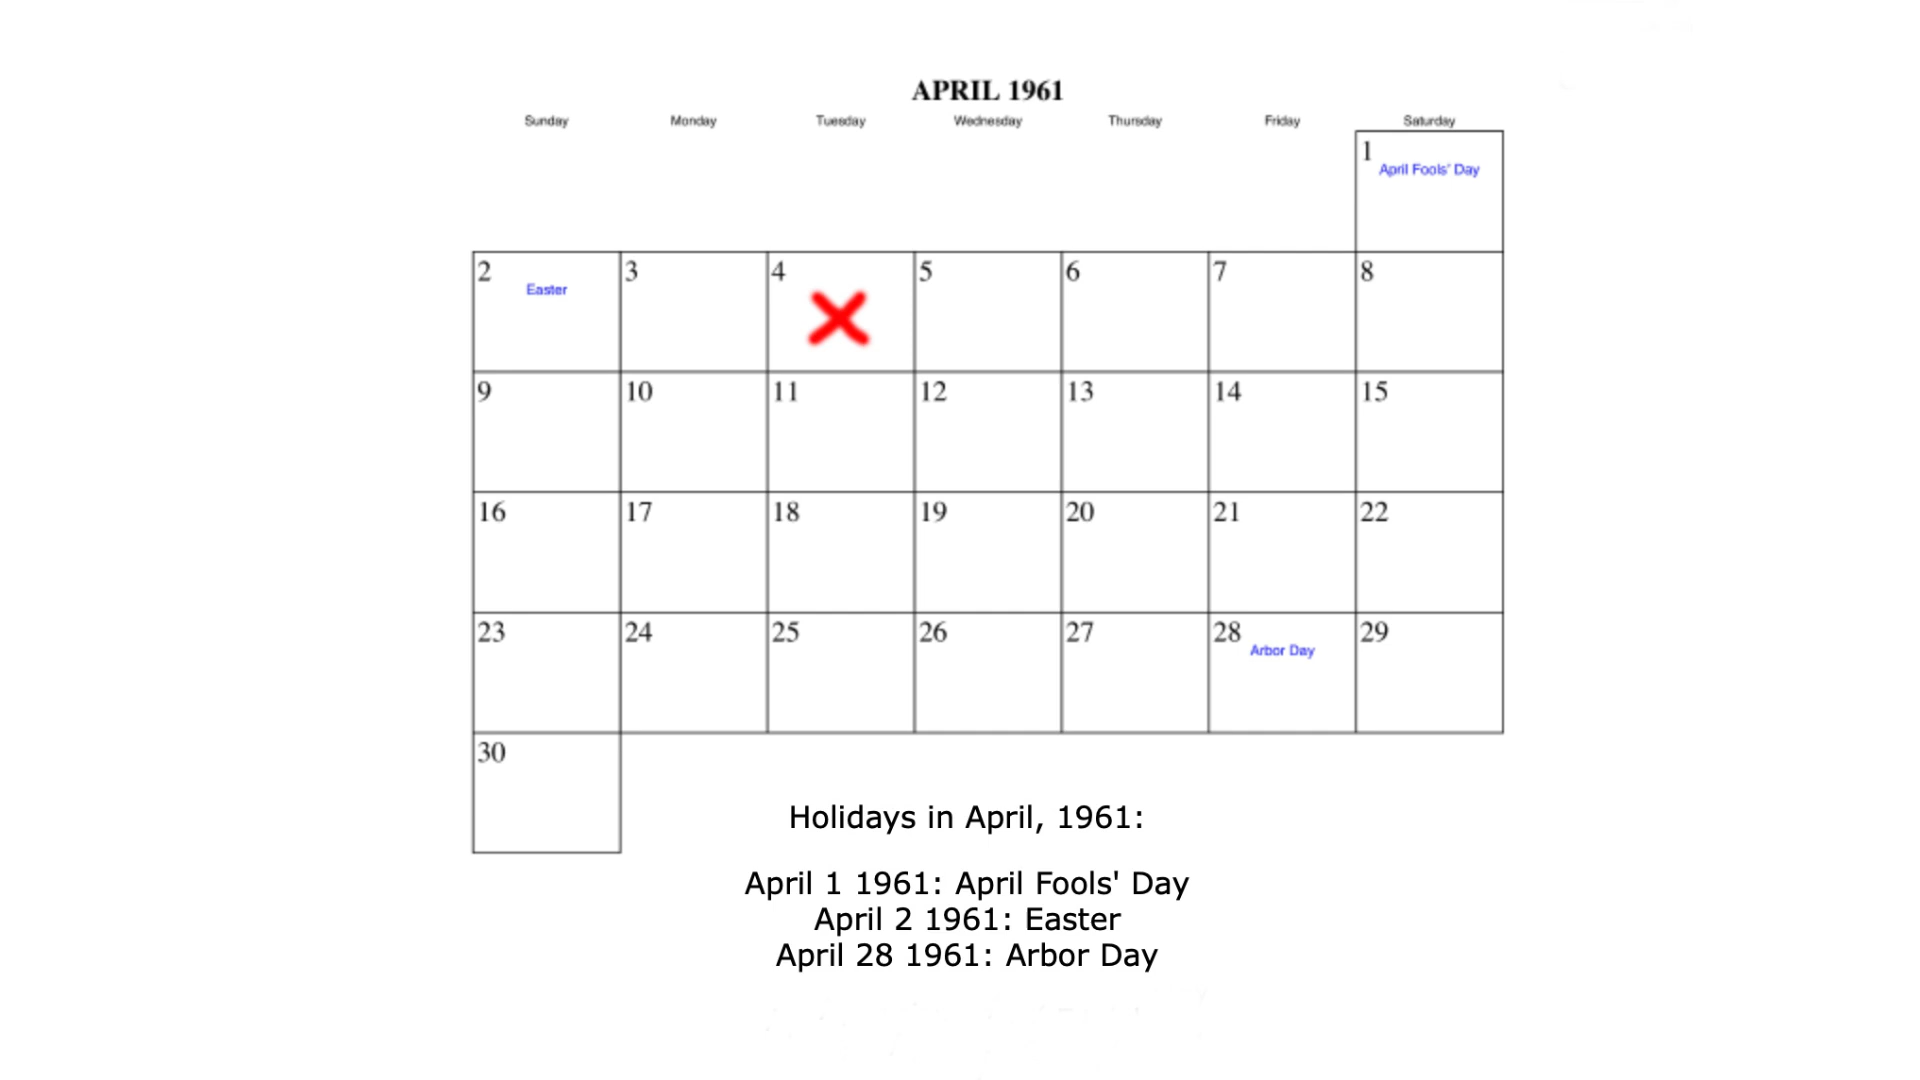 APRIL 1961
Sunday Monday Tuesday Wednesday Thursday Friday Saturday
1
April Fools' Day
2 3 4 5 6 7 8
Easter
9 10 11 12 13 14 15
16 17 18 19 20 21 22
23 24 25 26 27 28 29
Arbor Day
30
Holidays in April, 1961:
April 1 1961: April Fools' Day
April 2 1961: Easter
April 28 1961: Arbor Day